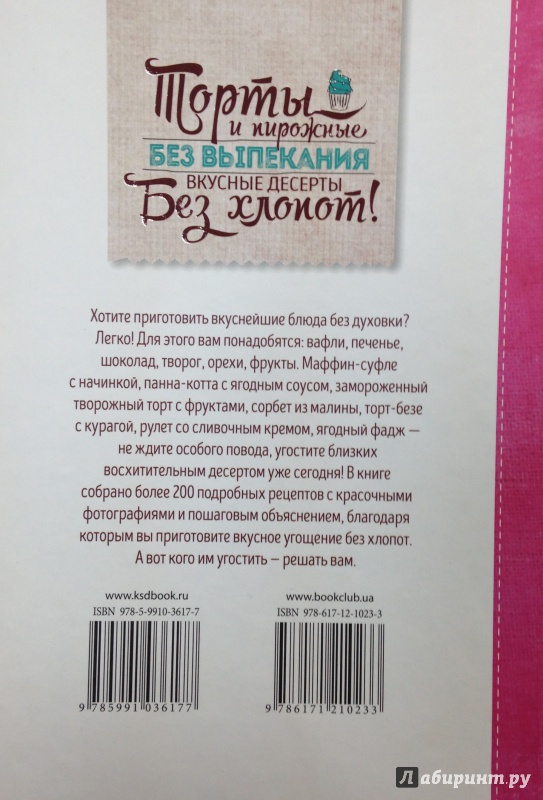 Торты
и пирожные
БЕЗ ВЫПЕКАНИЯ
ВКУСНЫЕ ДЕСЕРТЫ
Без хлопот!
Хотите приготовить вкуснейшие блюда без духовки?
Легко! Для этого вам понадобятся: вафли, печенье,
шоколад, творог, орехи, фрукты. Маффин-суфле
с начинкой, панна-котта с ягодным соусом, замороженный
творожный торт с фруктами, сорбет из малины, торт-безе
с курагой, рулет со сливочным кремом, ягодный фадж —
не ждите особого повода, угостите близких
восхитительным десертом уже сегодня! В книге
собрано более 200 подробных рецептов с красочными
фотографиями и пошаговым объяснением, благодаря
которым вы приготовите вкусное угощение без хлопот.
А вот кого им угостить — решать вам.
www.ksdbook.ru www.bookclub.ua
ISBN 978-5-9910-3617-7 ISBN 978-617-12-1023-3
9 785991 036177 9 786171 210233
Лабиринт.ру